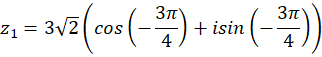 z₁ = 3√2 (cos(−3π/4) + isin(−3π/4))